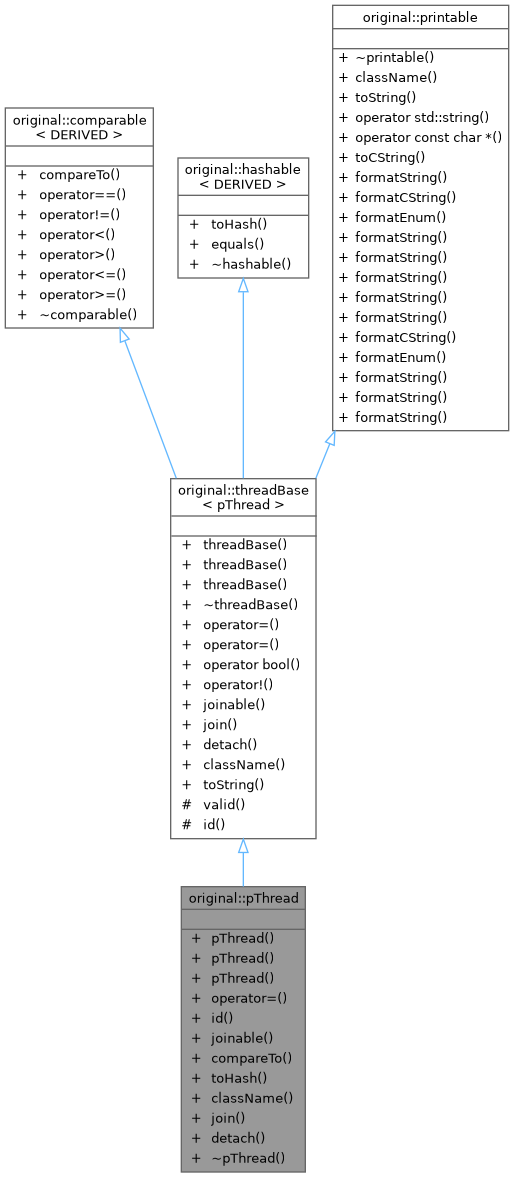 original::printable
+ ~printable()
+ className()
+ toString()
+ operator std::string()
+ operator const char *()
+ toCString()
+ formatString()
+ formatCString()
+ formatEnum()
+ formatString()
+ formatString()
+ formatString()
+ formatString()
+ formatString()
+ formatCString()
+ formatEnum()
+ formatString()
+ formatString()
+ formatString()
original::comparable
< DERIVED >
+ compareTo()
+ operator==()
+ operator!=()
+ operator<()
+ operator>()
+ operator<=()
+ operator>=()
+ ~comparable()
original::hashable
< DERIVED >
+ toHash()
+ equals()
+ ~hashable()
original::threadBase
< pThread >
+ threadBase()
+ threadBase()
+ threadBase()
+ ~threadBase()
+ operator=()
+ operator=()
+ operator bool()
+ operator!()
+ joinable()
+ join()
+ detach()
+ className()
+ toString()
# valid()
# id()
original::pThread
+ pThread()
+ pThread()
+ pThread()
+ operator=()
+ id()
+ joinable()
+ compareTo()
+ toHash()
+ className()
+ join()
+ detach()
+ ~pThread()